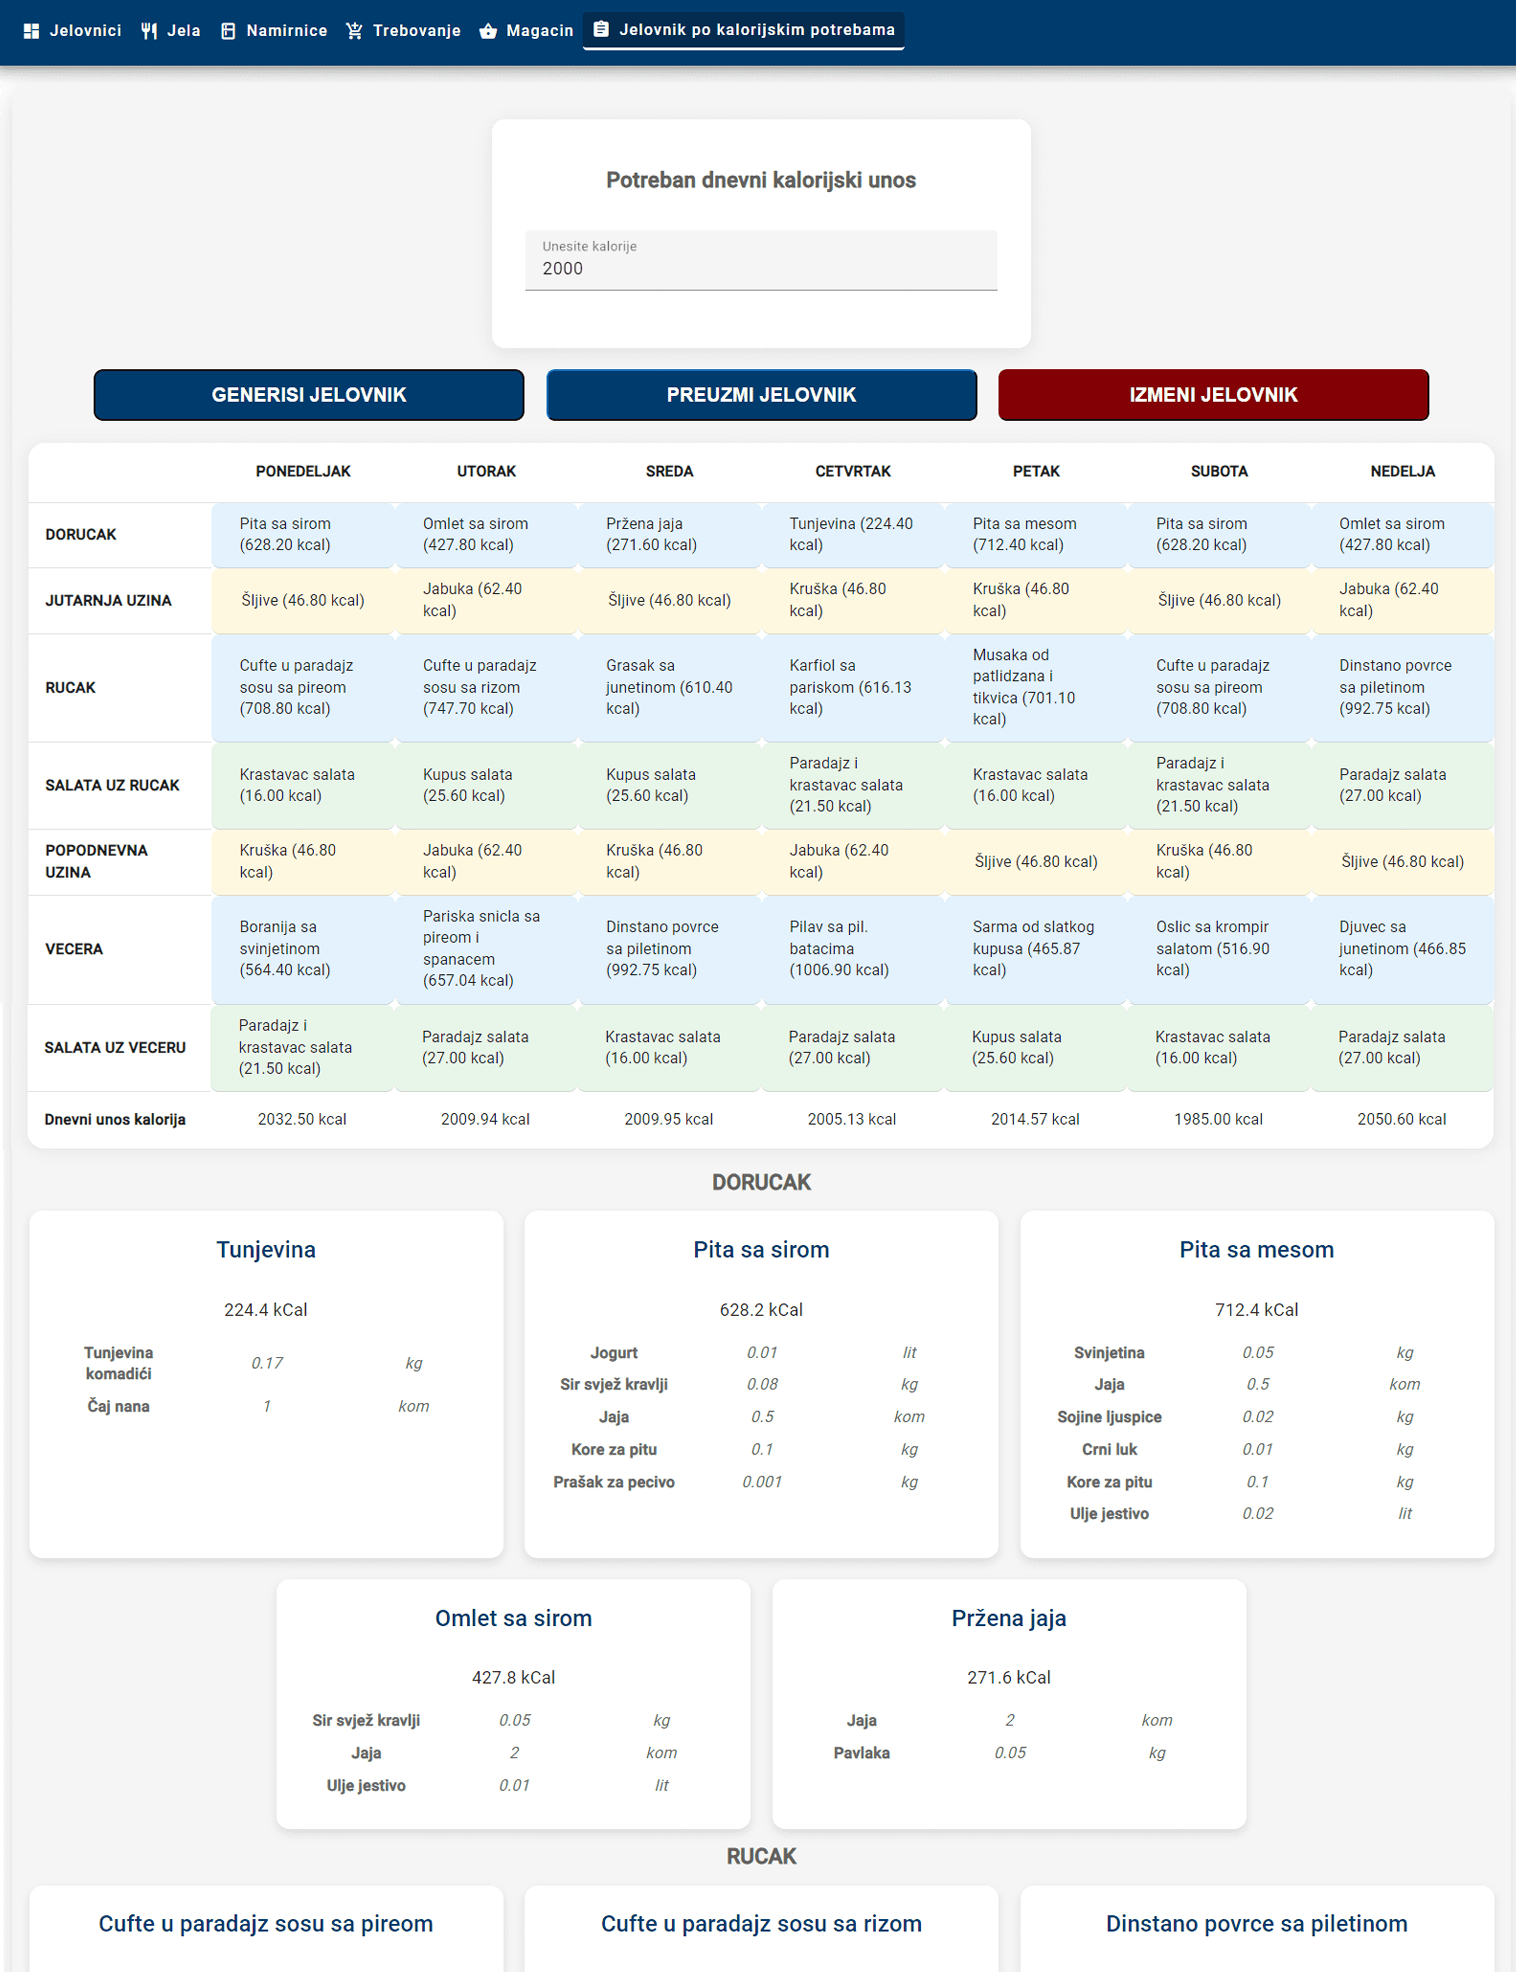 Jelovnici Jela Namirnice Trebovanje Magacin Jelovnik po kalorijskim potrebama
Potreban dnevni kalorijski unos
Unesite kalorije
2000
GENERISI JELOVNIK PREUZMI JELOVNIK IZMENI JELOVNIK
PONEDELJAK UTORAK SREDA CETVRTAK PETAK SUBOTA NEDELJA
DORUCAK
Pita sa sirom
(628.20 kcal)
Omlet sa sirom
(427.80 kcal)
Pržena jaja
(271.60 kcal)
Tunjevina (224.40
kcal)
Pita sa mesom
(712.40 kcal)
Pita sa sirom
(628.20 kcal)
Omlet sa sirom
(427.80 kcal)
JUTARNJA UZINA
Šljive (46.80 kcal)
Jabuka (62.40
kcal)
Šljive (46.80 kcal)
Kruška (46.80
kcal)
Kruška (46.80
kcal)
Šljive (46.80 kcal)
Jabuka (62.40
kcal)
RUCAK
Cufte u paradajz
sosu sa pireom
(708.80 kcal)
Cufte u paradajz
sosu sa rizom
(747.70 kcal)
Grasak sa
junetinom (610.40
kcal)
Karfiol sa
pariskom (616.13
kcal)
Musaka od
patlidzana i
tikvica (701.10
kcal)
Cufte u paradajz
sosu sa pireom
(708.80 kcal)
Dinstano povrce
sa piletinom
(992.75 kcal)
SALATA UZ RUCAK
Krastavac salata
(16.00 kcal)
Kupus salata
(25.60 kcal)
Kupus salata
(25.60 kcal)
Paradajz i
krastavac salata
(21.50 kcal)
Krastavac salata
(16.00 kcal)
Paradajz i
krastavac salata
(21.50 kcal)
Paradajz salata
(27.00 kcal)
POPODNEVNA
UZINA
Kruška (46.80
kcal)
Jabuka (62.40
kcal)
Kruška (46.80
kcal)
Jabuka (62.40
kcal)
Šljive (46.80 kcal)
Kruška (46.80
kcal)
Šljive (46.80 kcal)
VECERA
Boranija sa
svinjetinom
(564.40 kcal)
Pariska snicla sa
pireom i
spanacem
(657.04 kcal)
Dinstano povrce
sa piletinom
(992.75 kcal)
Pilav sa pil.
batacima
(1006.90 kcal)
Sarma od slatkog
kupusa (465.87
kcal)
Oslic sa krompir
salatom (516.90
kcal)
Djuvec sa
junetinom (466.85
kcal)
SALATA UZ VECERU
Paradajz i
krastavac salata
(21.50 kcal)
Paradajz salata
(27.00 kcal)
Krastavac salata
(16.00 kcal)
Paradajz salata
(27.00 kcal)
Kupus salata
(25.60 kcal)
Krastavac salata
(16.00 kcal)
Paradajz salata
(27.00 kcal)
Dnevni unos kalorija 2032.50 kcal 2009.94 kcal 2009.95 kcal 2005.13 kcal 2014.57 kcal 1985.00 kcal 2050.60 kcal
DORUCAK
Tunjevina
224.4 kCal
Tunjevina
komadići 0.17 kg
Čaj nana 1 kom
Pita sa sirom
628.2 kCal
Jogurt 0.01 lit
Sir svjež kravlji 0.08 kg
Jaja 0.5 kom
Kore za pitu 0.1 kg
Prašak za pecivo 0.001 kg
Pita sa mesom
712.4 kCal
Svinjetina 0.05 kg
Jaja 0.5 kom
Sojine ljuspice 0.02 kg
Crni luk 0.01 kg
Kore za pitu 0.1 kg
Ulje jestivo 0.02 lit
Omlet sa sirom
427.8 kCal
Sir svjež kravlji 0.05 kg
Jaja 2 kom
Ulje jestivo 0.01 lit
Pržena jaja
271.6 kCal
Jaja 2 kom
Pavlaka 0.05 kg
RUCAK
Cufte u paradajz sosu sa pireom
Cufte u paradajz sosu sa rizom
Dinstano povrce sa piletinom